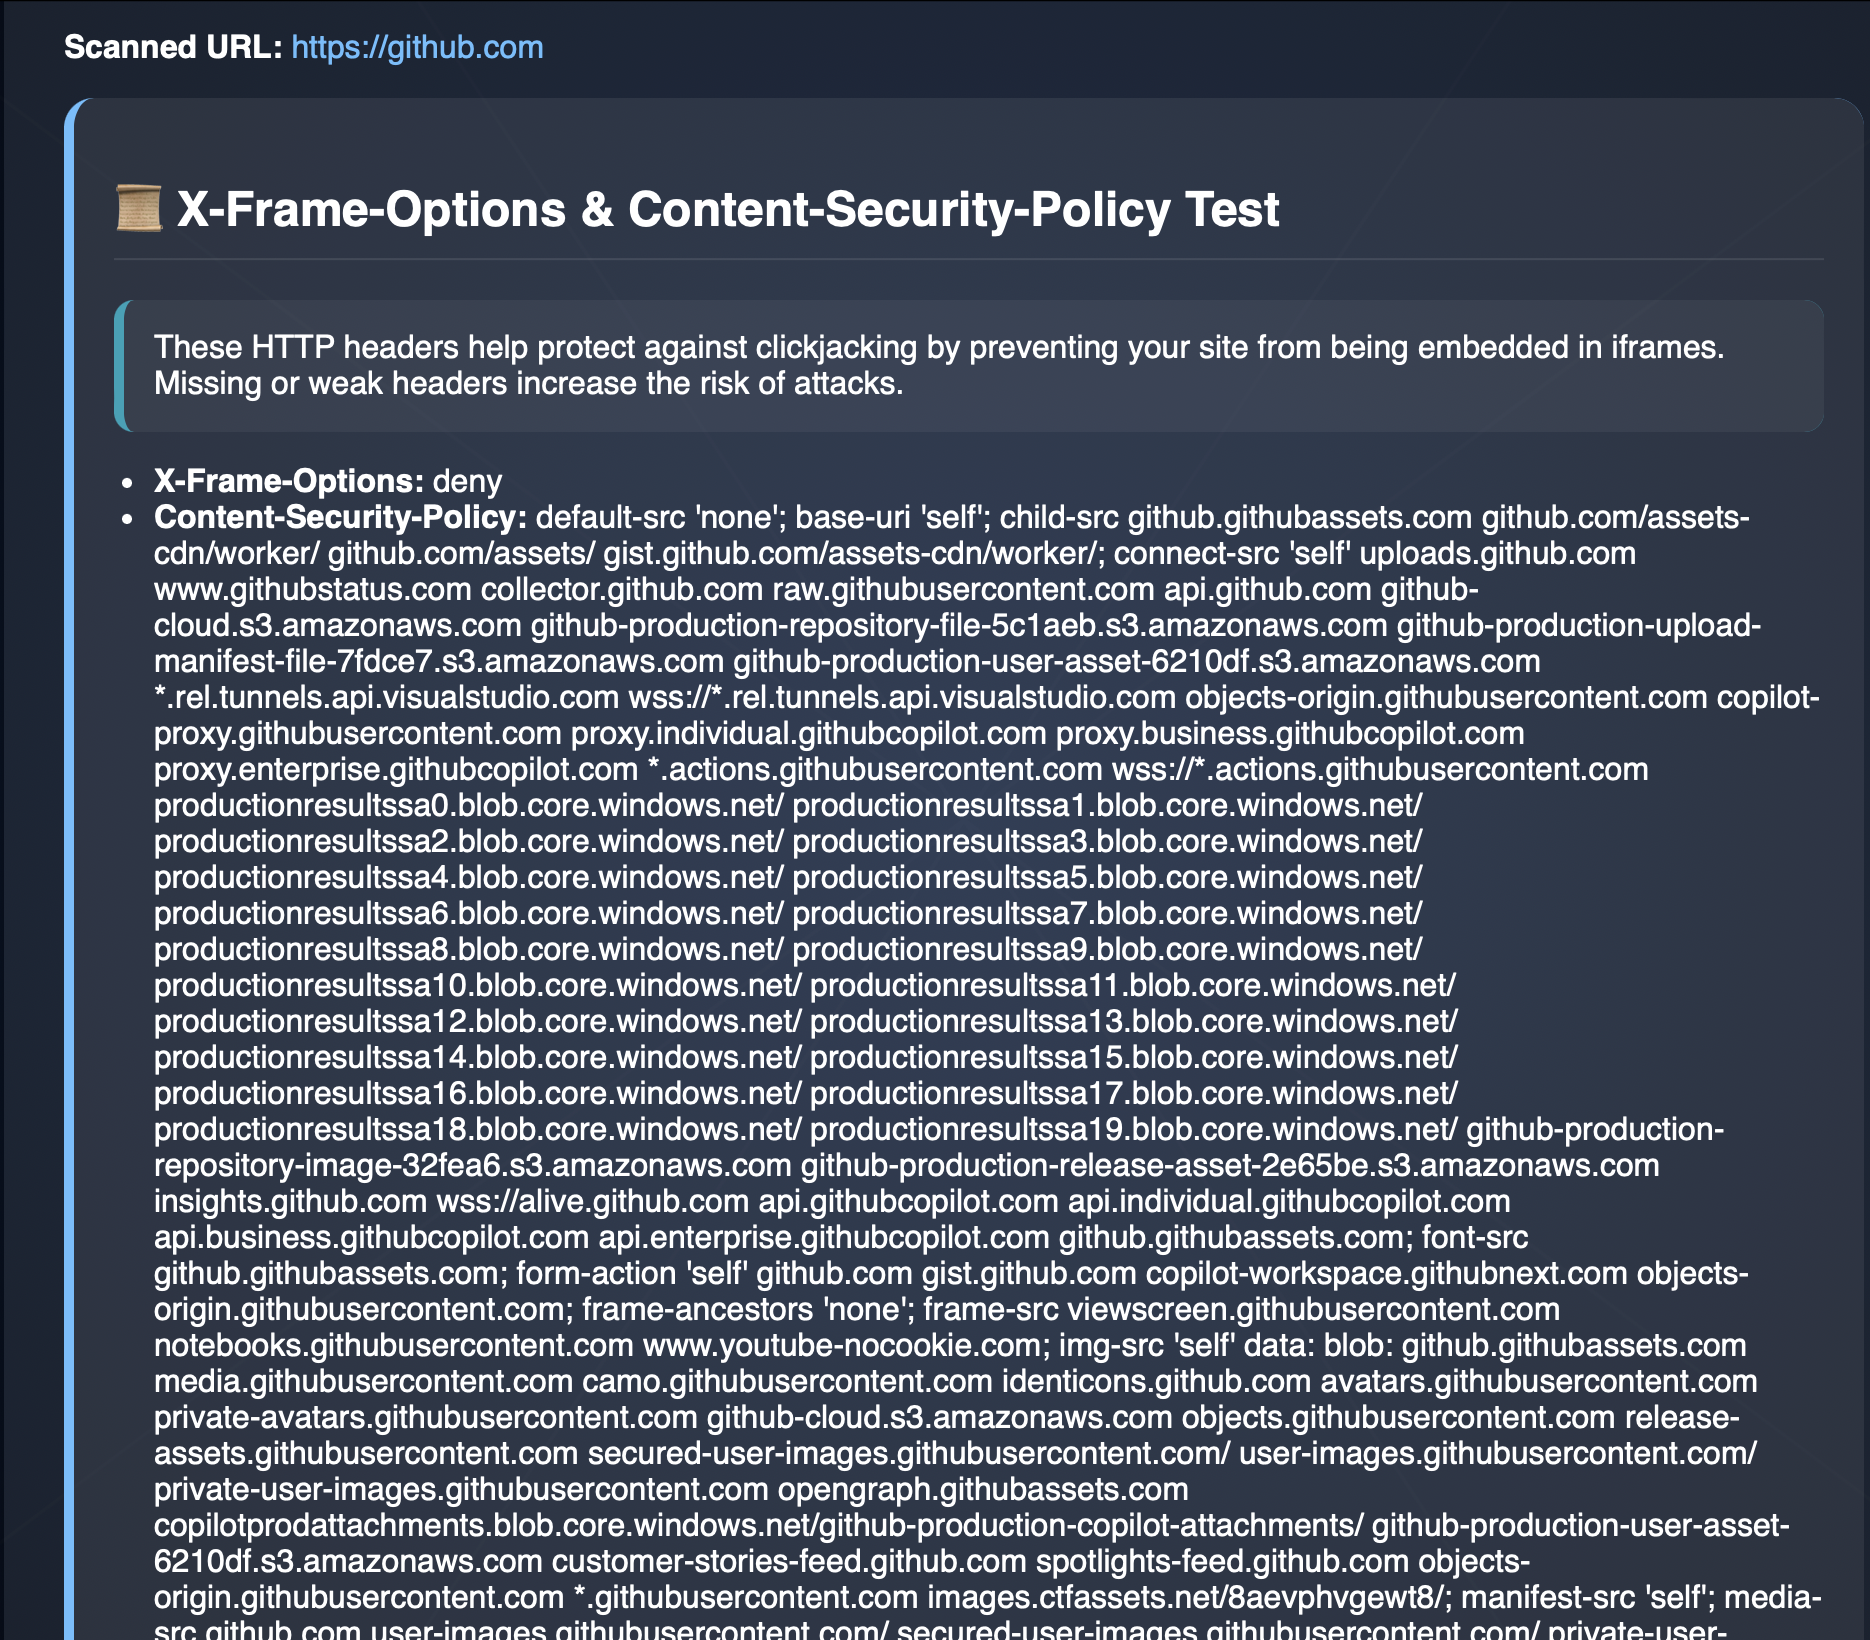 Scanned URL: https://github.com
X-Frame-Options & Content-Security-Policy Test
These HTTP headers help protect against clickjacking by preventing your site from being embedded in iframes.
Missing or weak headers increase the risk of attacks.
• X-Frame-Options: deny
• Content-Security-Policy: default-src 'none'; base-uri 'self'; child-src github.githubassets.com github.com/assets-
cdn/worker/ github.com/assets/ gist.github.com/assets-cdn/worker/; connect-src 'self' uploads.github.com
www.githubstatus.com collector.github.com raw.githubusercontent.com api.github.com github-
cloud.s3.amazonaws.com github-production-repository-file-5c1aeb.s3.amazonaws.com github-production-upload-
manifest-file-7fdce7.s3.amazonaws.com github-production-user-asset-6210df.s3.amazonaws.com
*.rel.tunnels.api.visualstudio.com wss://*.rel.tunnels.api.visualstudio.com objects-origin.githubusercontent.com copilot-
proxy.githubusercontent.com proxy.individual.githubcopilot.com proxy.business.githubcopilot.com
proxy.enterprise.githubcopilot.com *.actions.githubusercontent.com wss://*.actions.githubusercontent.com
productionresultssa0.blob.core.windows.net/ productionresultssa1.blob.core.windows.net/
productionresultssa2.blob.core.windows.net/ productionresultssa3.blob.core.windows.net/
productionresultssa4.blob.core.windows.net/ productionresultssa5.blob.core.windows.net/
productionresultssa6.blob.core.windows.net/ productionresultssa7.blob.core.windows.net/
productionresultssa8.blob.core.windows.net/ productionresultssa9.blob.core.windows.net/
productionresultssa10.blob.core.windows.net/ productionresultssa11.blob.core.windows.net/
productionresultssa12.blob.core.windows.net/ productionresultssa13.blob.core.windows.net/
productionresultssa14.blob.core.windows.net/ productionresultssa15.blob.core.windows.net/
productionresultssa16.blob.core.windows.net/ productionresultssa17.blob.core.windows.net/
productionresultssa18.blob.core.windows.net/ productionresultssa19.blob.core.windows.net/ github-production-
repository-image-32fea6.s3.amazonaws.com github-production-release-asset-2e65be.s3.amazonaws.com
insights.github.com wss://alive.github.com api.githubcopilot.com api.individual.githubcopilot.com
api.business.githubcopilot.com api.enterprise.githubcopilot.com github.githubassets.com; font-src
github.githubassets.com; form-action 'self' github.com gist.github.com copilot-workspace.githubnext.com objects-
origin.githubusercontent.com; frame-ancestors 'none'; frame-src viewscreen.githubusercontent.com
notebooks.githubusercontent.com www.youtube-nocookie.com; img-src 'self' data: blob: github.githubassets.com
media.githubusercontent.com camo.githubusercontent.com identicons.github.com avatars.githubusercontent.com
private-avatars.githubusercontent.com github-cloud.s3.amazonaws.com objects.githubusercontent.com release-
assets.githubusercontent.com secured-user-images.githubusercontent.com/ user-images.githubusercontent.com/
private-user-images.githubusercontent.com opengraph.githubassets.com
copilotprodattachments.blob.core.windows.net/github-production-copilot-attachments/ github-production-user-asset-
6210df.s3.amazonaws.com customer-stories-feed.github.com spotlights-feed.github.com objects-
origin.githubusercontent.com *.githubusercontent.com images.ctfassets.net/8aevphvgewt8/; manifest-src 'self'; media-
src github.com user-images.githubusercontent.com/ secured-user-images.githubusercontent.com/ private-user-